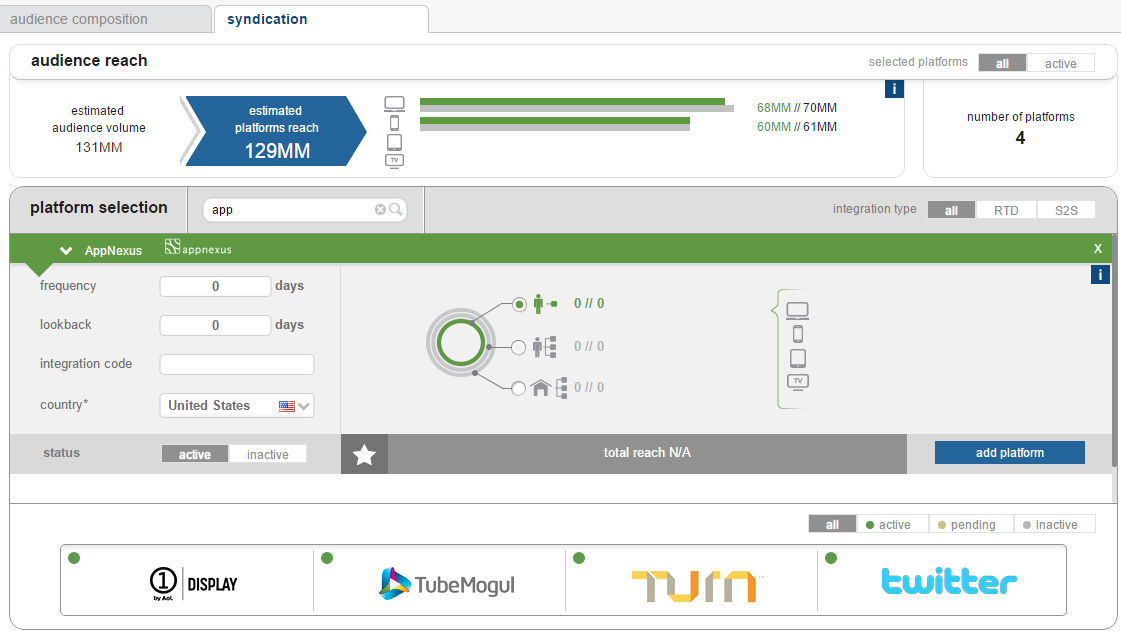 audience composition
syndication
audience reach
selected platforms all active
estimated
audience volume
131MM
estimated
platforms reach
129MM
TV
68MM // 70MM
60MM // 61MM
i
number of platforms
4
platform selection
app
integration type all RTD S2S
AppNexus appnexus X
i
frequency 0 days
lookback 0 days
integration code
country* United States
0 // 0
0 // 0
0 // 0
TV
status active inactive
total reach N/A
add platform
all active pending inactive
1 by Aol. DISPLAY
TubeMogul
TURN
twitter